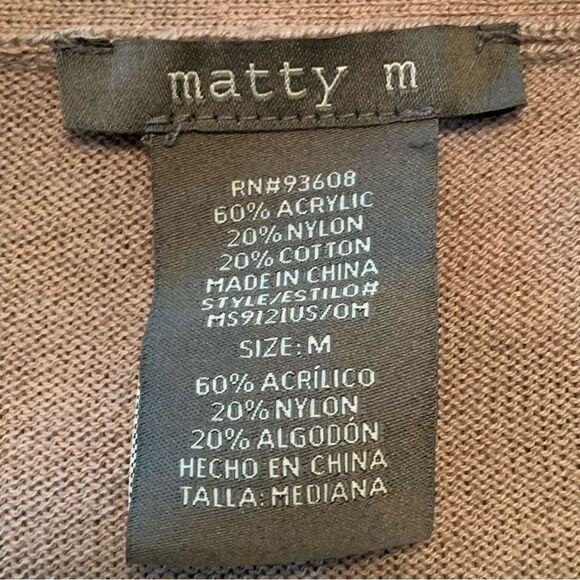 matty m
RN#93608
60% ACRYLIC
20% NYLON
20% COTTON
MADE IN CHINA
STYLE/ESTILO#
MS9121US/OM
SIZE: M
60% ACRÍLICO
20% NYLON
20% ALGODÓN
HECHO EN CHINA
TALLA: MEDIANA